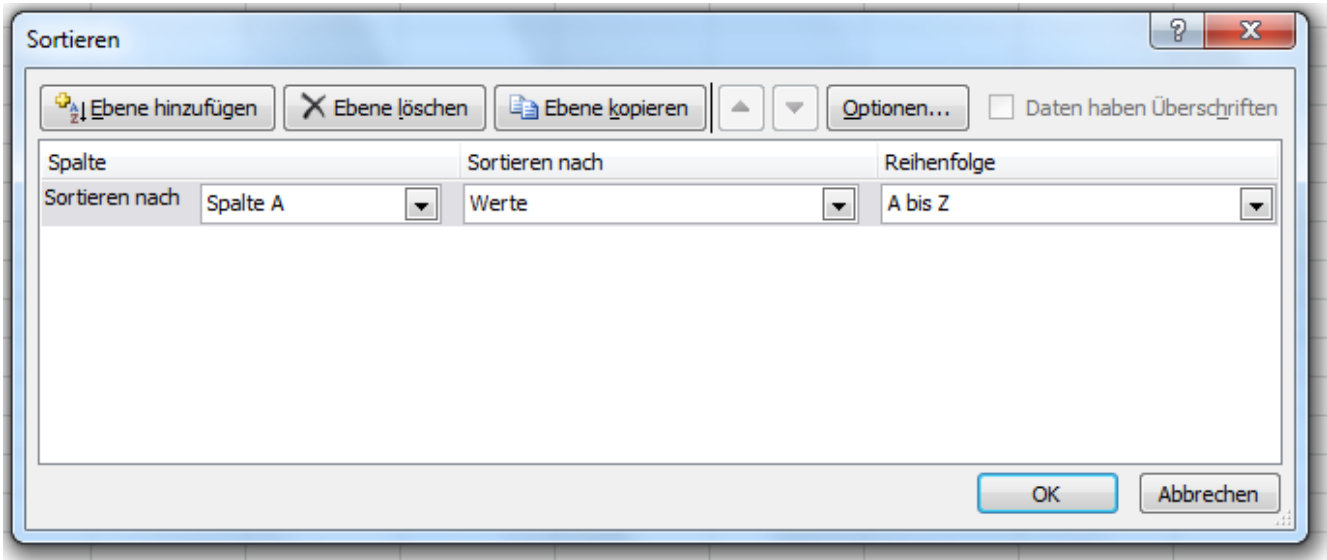 Sortieren
Ebene hinzufügen Ebene löschen Ebene kopieren Optionen... Daten haben Überschriften
Spalte Sortieren nach Reihenfolge
Sortieren nach Spalte A Werte A bis Z
OK Abbrechen